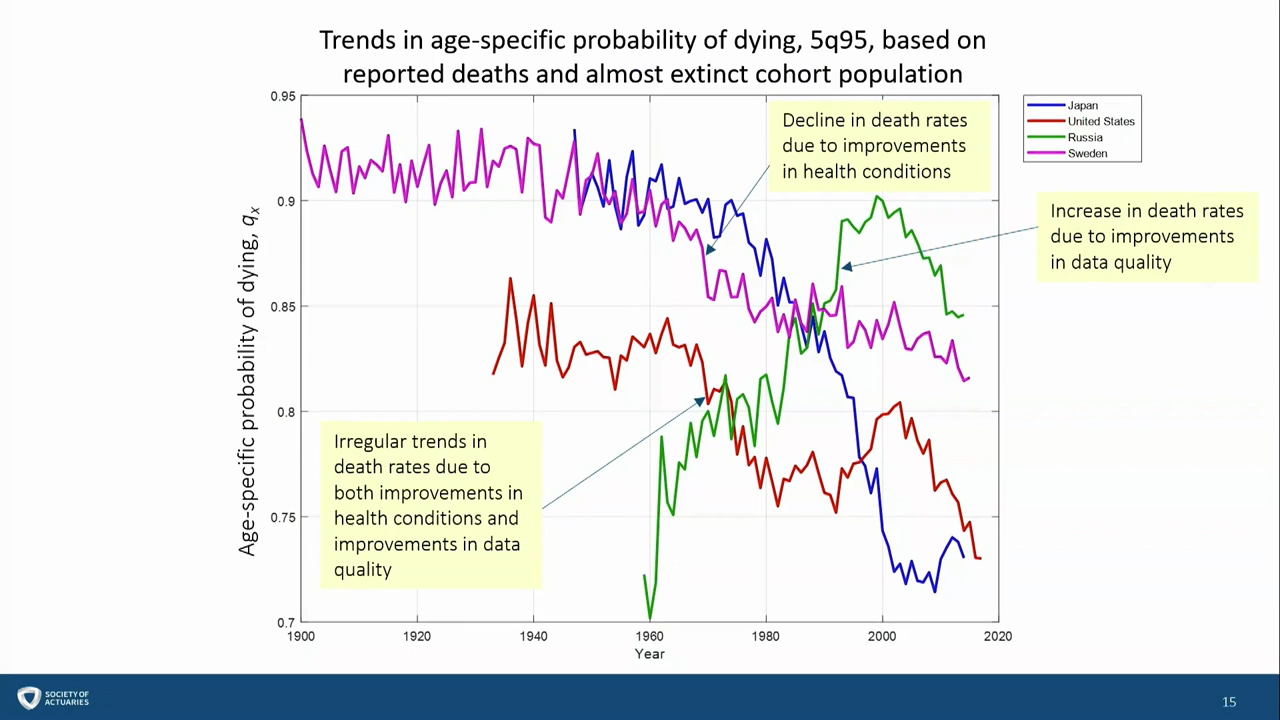 Trends in age-specific probability of dying, 5q95, based on
reported deaths and almost extinct cohort population
0.95
0.9
0.85
0.8
0.75
0.7
Age-specific probability of dying, qx
1900
1920
1940
1960
1980
2000
2020
Year
Japan
United States
Russia
Sweden
Decline in death rates
due to improvements
in health conditions
Increase in death rates
due to improvements
in data quality
Irregular trends in
death rates due to
both improvements in
health conditions and
improvements in data
quality
SOCIETY OF
ACTUARIES
15